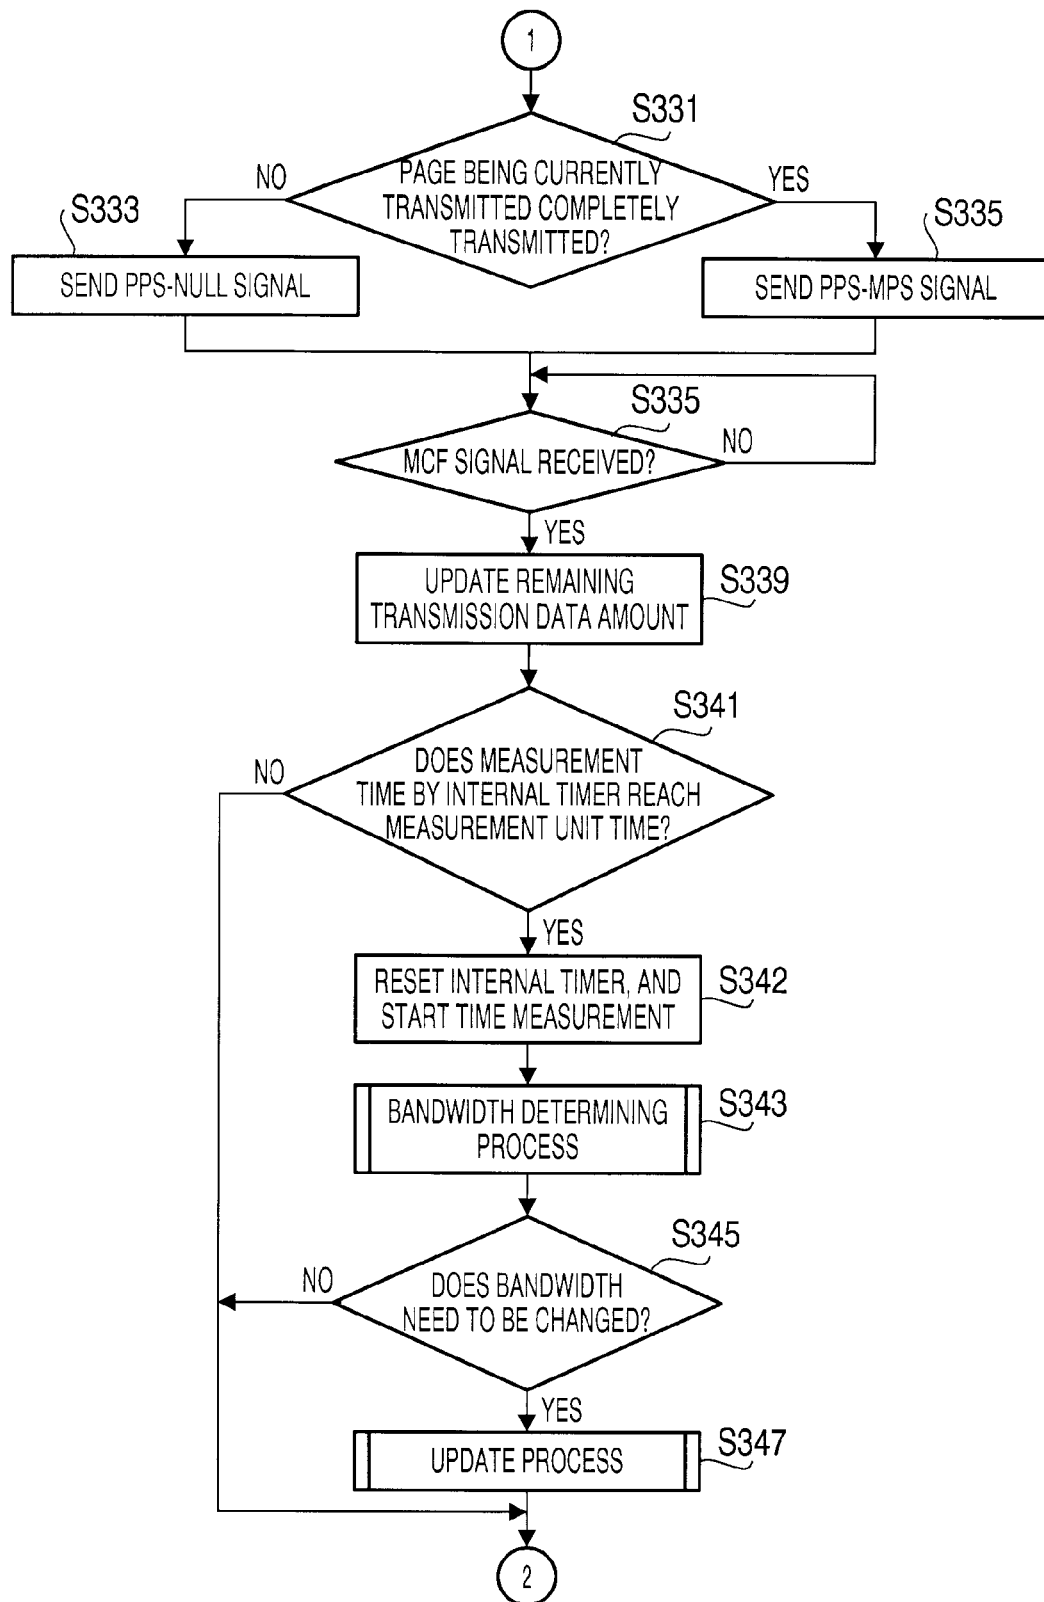 1
S331
PAGE BEING CURRENTLY
TRANSMITTED COMPLETELY
TRANSMITTED?
NO
YES
S333
SEND PPS-NULL SIGNAL
S335
SEND PPS-MPS SIGNAL
S335
MCF SIGNAL RECEIVED?
NO
YES
S339
UPDATE REMAINING
TRANSMISSION DATA AMOUNT
S341
DOES MEASUREMENT
TIME BY INTERNAL TIMER REACH
MEASUREMENT UNIT TIME?
NO
YES
S342
RESET INTERNAL TIMER, AND
START TIME MEASUREMENT
S343
BANDWIDTH DETERMINING
PROCESS
S345
DOES BANDWIDTH
NEED TO BE CHANGED?
NO
YES
S347
UPDATE PROCESS
2